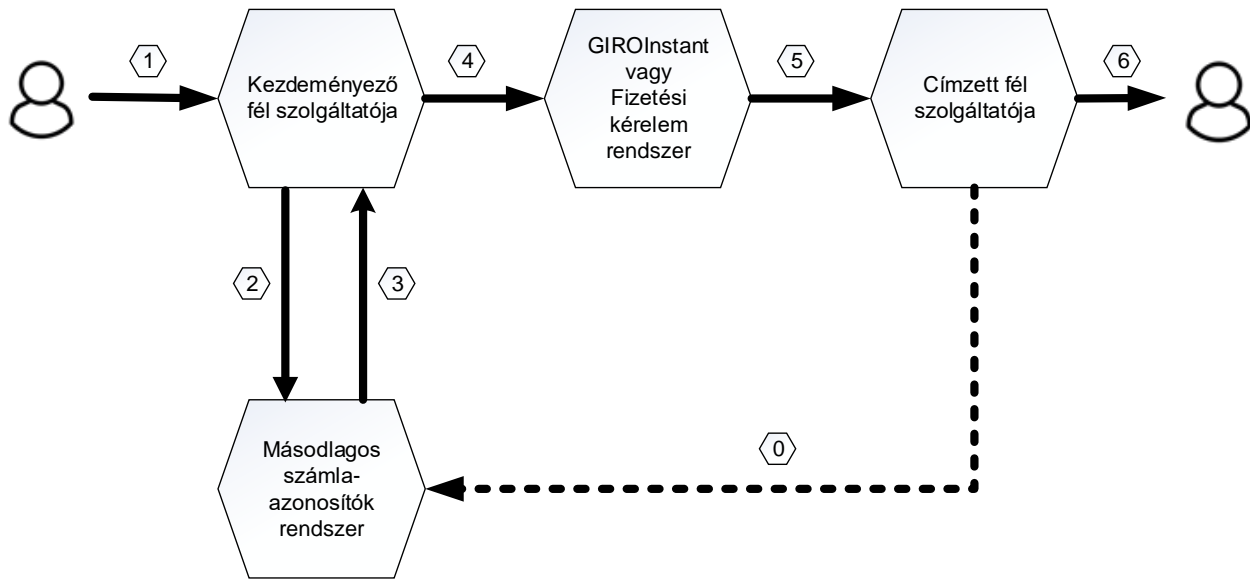 1
Kezdeményező
fél szolgáltatója
4
GIROInstant
vagy
Fizetési
kérelem
rendszer
5
Címzett fél
szolgáltatója
6
2
3
Másodlagos
számla-
azonosítók
rendszer
0